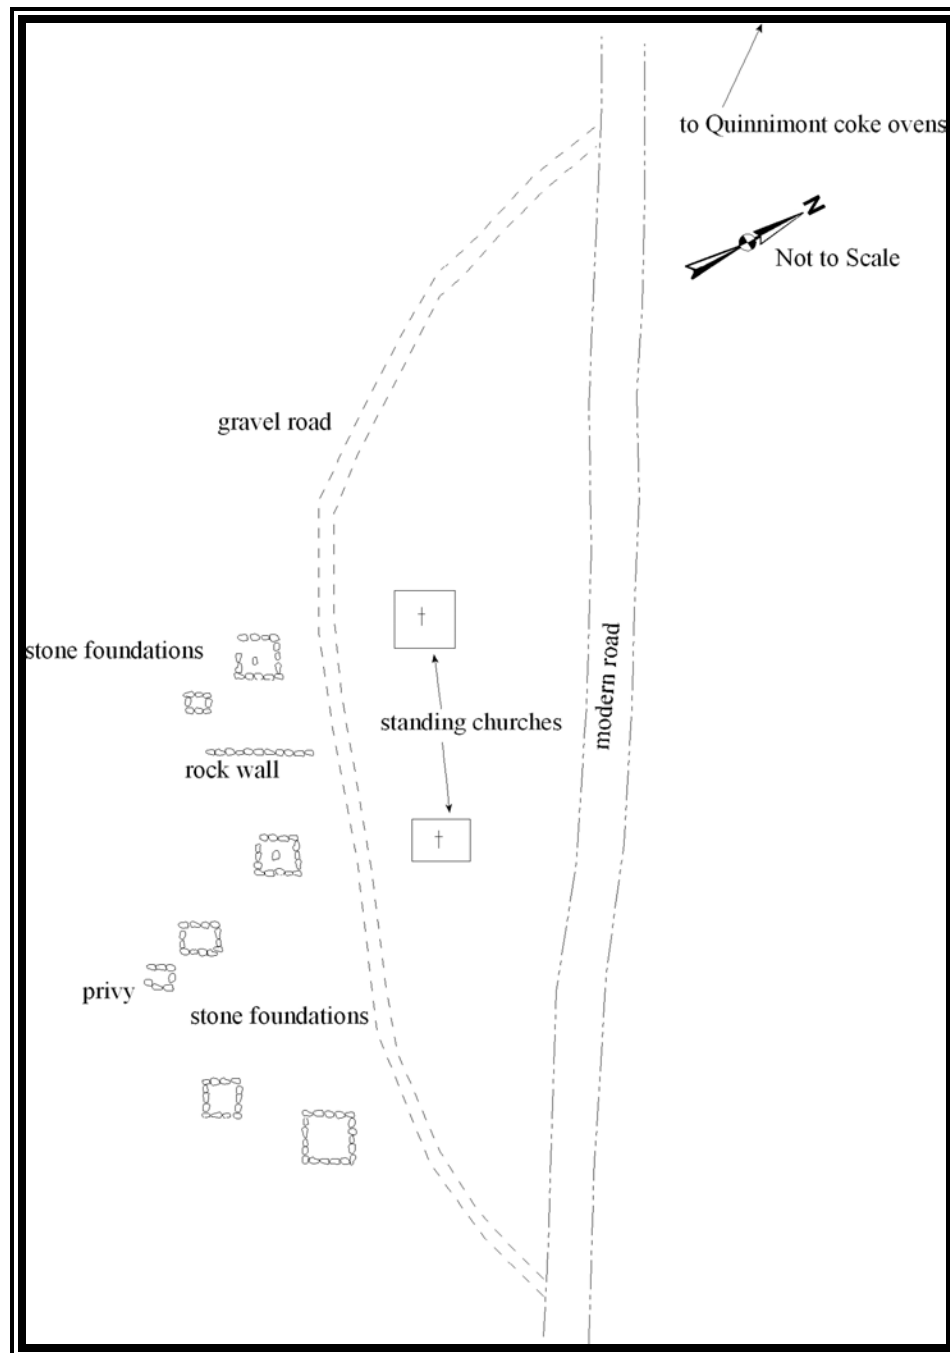 to Quinnimont coke ovens
N
Not to Scale
gravel road
stone foundations
standing churches
modern road
rock wall
privy
stone foundations